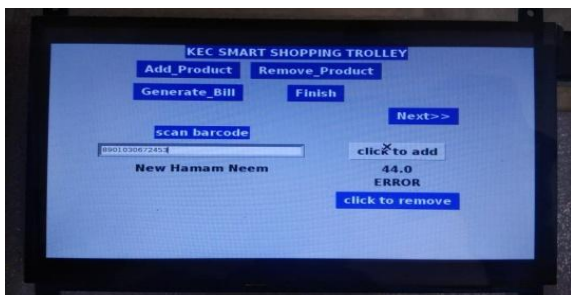 KEC SMART SHOPPING TROLLEY
Add_Product Remove_Product
Generate_Bill Finish
Next>>
scan barcode
8901030672453 click to add
New Hamam Neem 44.0
ERROR
click to remove